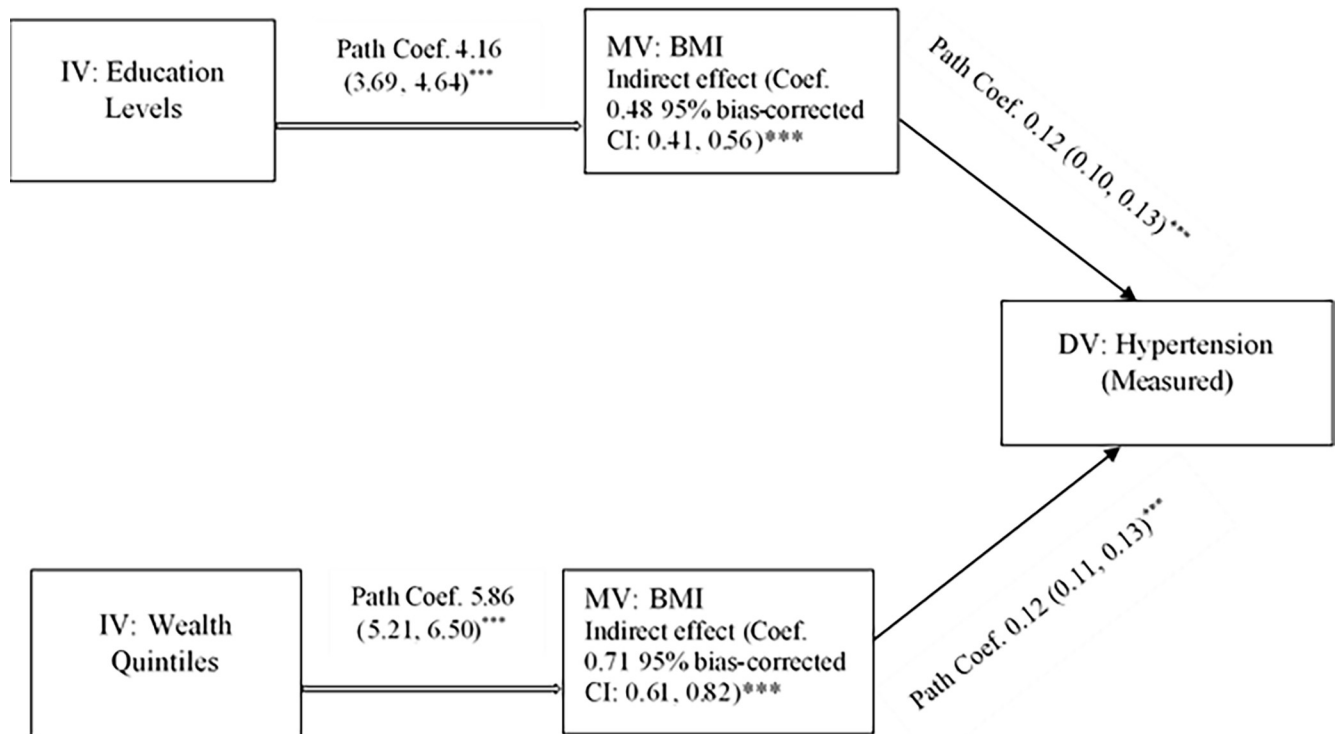 IV: Education
Levels
Path Coef. 4.16
(3.69, 4.64)***
MV: BMI
Indirect effect (Coef.
0.48 95% bias-corrected
CI: 0.41, 0.56)***
Path Coef. 0.12 (0.10, 0.13)***
DV: Hypertension
(Measured)
IV: Wealth
Quintiles
Path Coef. 5.86
(5.21, 6.50)***
MV: BMI
Indirect effect (Coef.
0.71 95% bias-corrected
CI: 0.61, 0.82)***
Path Coef. 0.12 (0.11, 0.13)***